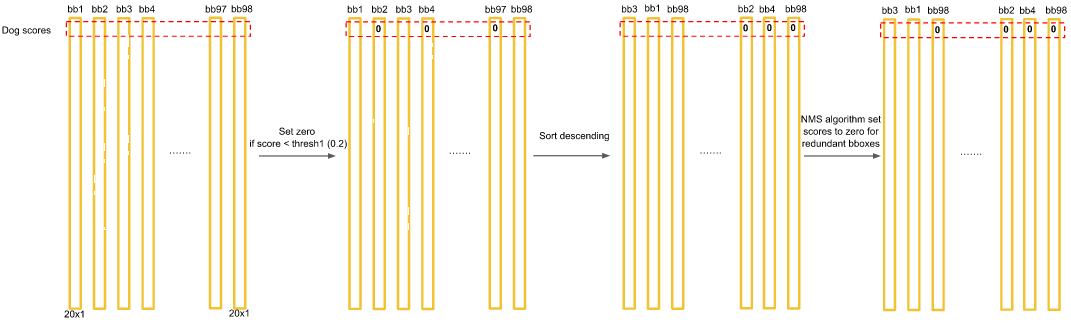 bb1 bb2 bb3 bb4 bb97 bb98
Dog scores
.......
Set zero
if score < thresh1 (0.2)
20x1 20x1
bb1 bb2 bb3 bb4 bb97 bb98
0 0 0
.......
Sort descending
bb3 bb1 bb98 bb2 bb4 bb98
0 0 0
.......
NMS algorithm set
scores to zero for
redundant bboxes
bb3 bb1 bb98 bb2 bb4 bb98
0 0 0 0
.......